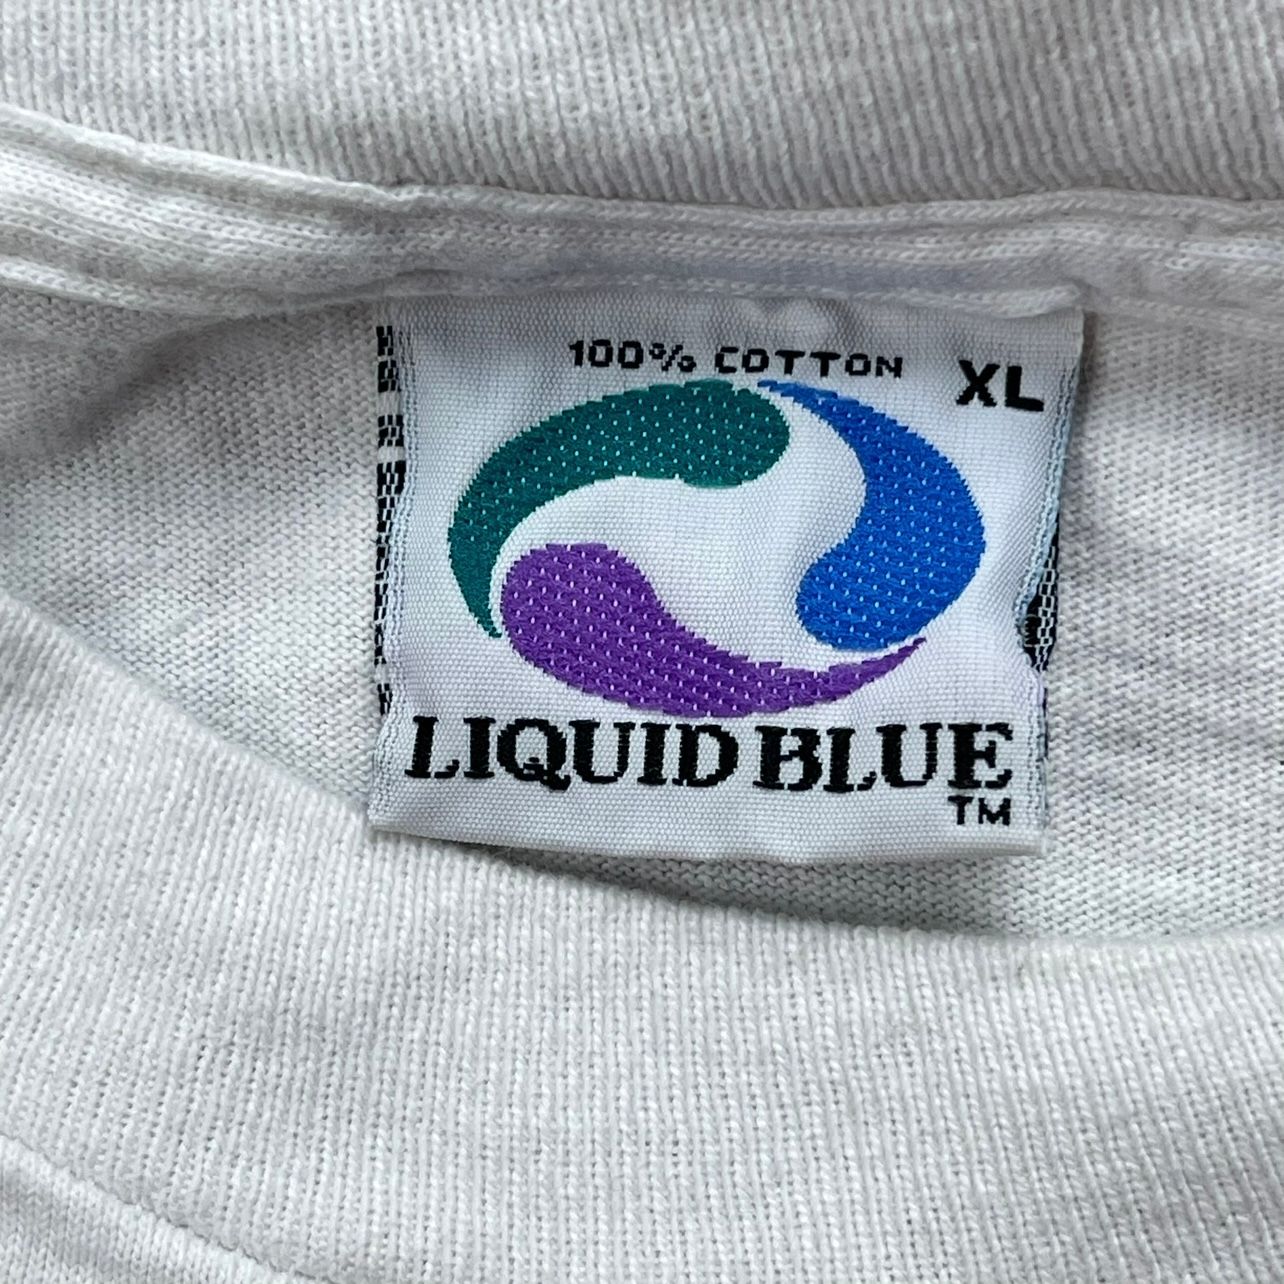 100% COTTON XL
LIQUID BLUE
TM